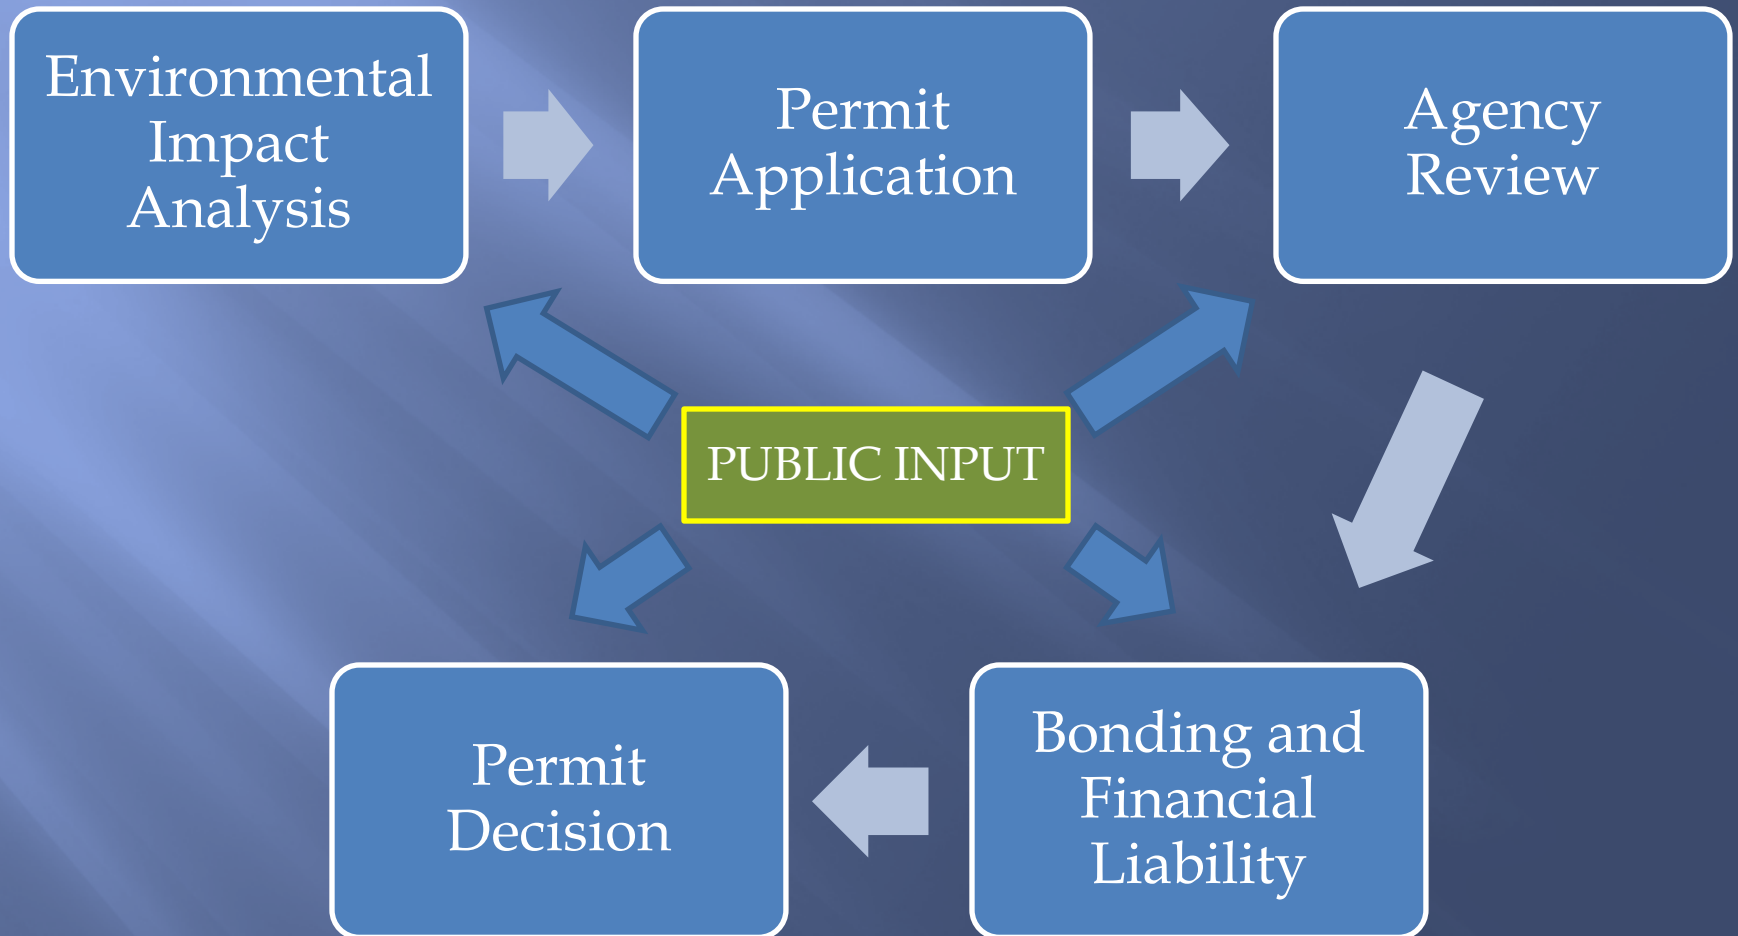 Environmental
Impact
Analysis
Permit
Application
Agency
Review
PUBLIC INPUT
Permit
Decision
Bonding and
Financial
Liability